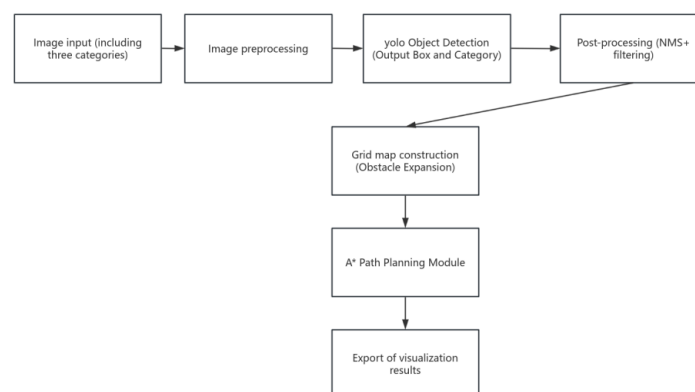 Image input (including
three categories)
Image preprocessing
yolo Object Detection
(Output Box and Category)
Post-processing (NMS+
filtering)
Grid map construction
(Obstacle Expansion)
A* Path Planning Module
Export of visualization
results